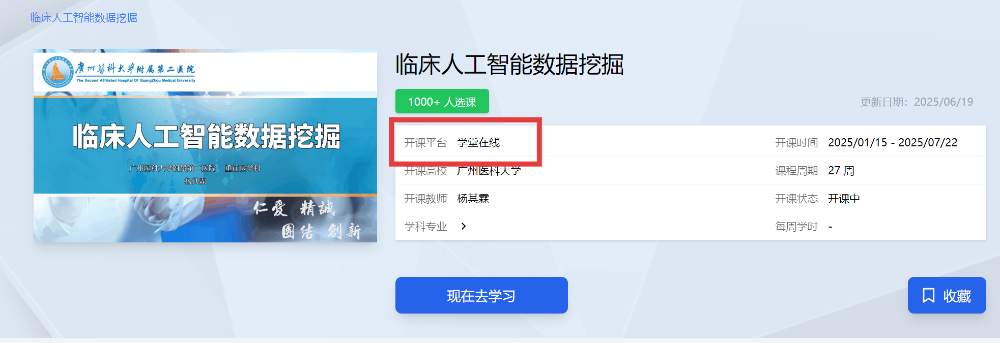 临床人工智能数据挖掘
廣州醫科大學附属第二医院
The Second Affiliated Hospital Of GuangZhou Medical University
临床人工智能数据挖掘
广州医科大学附属第二医院 重症医学科
杨其霖
仁愛 精誠
團结 創新
临床人工智能数据挖掘
1000+ 人选课
更新日期：2025/06/19
开课平台 学堂在线
开课时间 2025/01/15 - 2025/07/22
开课高校 广州医科大学
课程周期 27 周
开课教师 杨其霖
开课状态 开课中
学科专业
每周学时 -
现在去学习
收藏